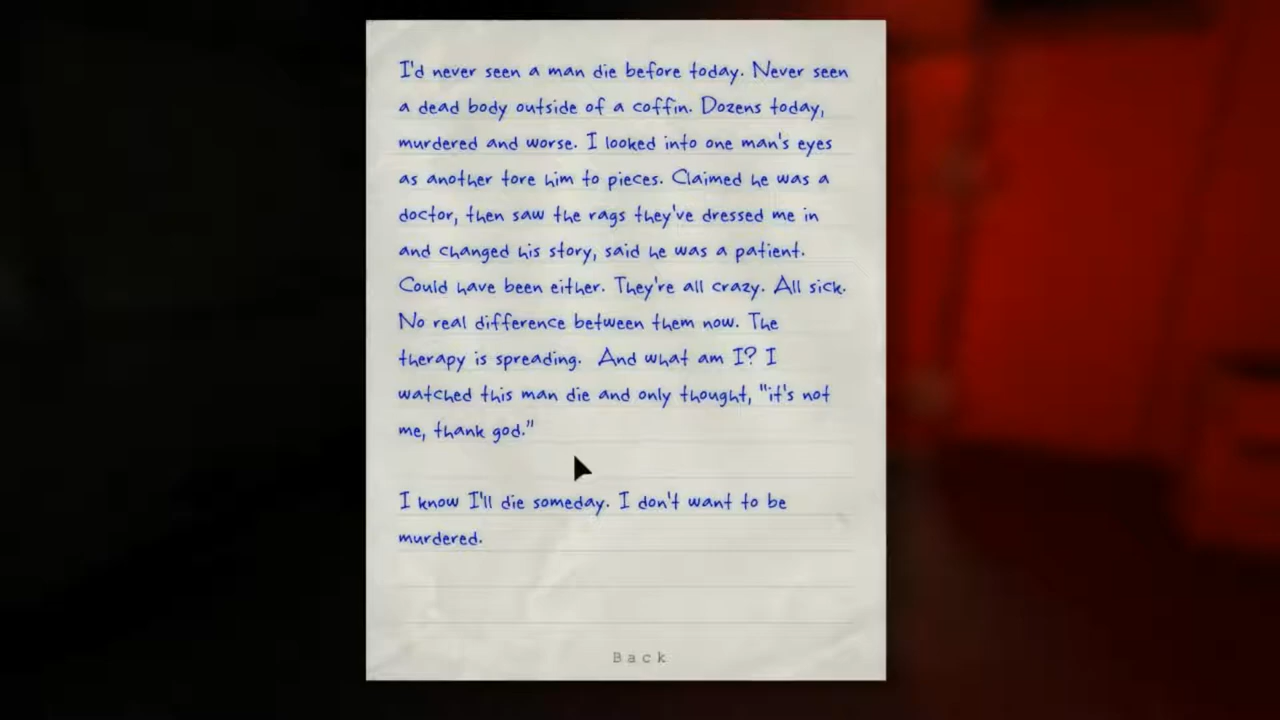 I'd never seen a man die before today. Never seen
a dead body outside of a coffin. Dozens today,
murdered and worse. I looked into one man's eyes
as another tore him to pieces. Claimed he was a
doctor, then saw the rags they've dressed me in
and changed his story, said he was a patient.
Could have been either. They're all crazy. All sick.
No real difference between them now. The
therapy is spreading. And what am I? I
watched this man die and only thought, "it's not
me, thank god."
I know I'll die someday. I don't want to be
murdered.
Back